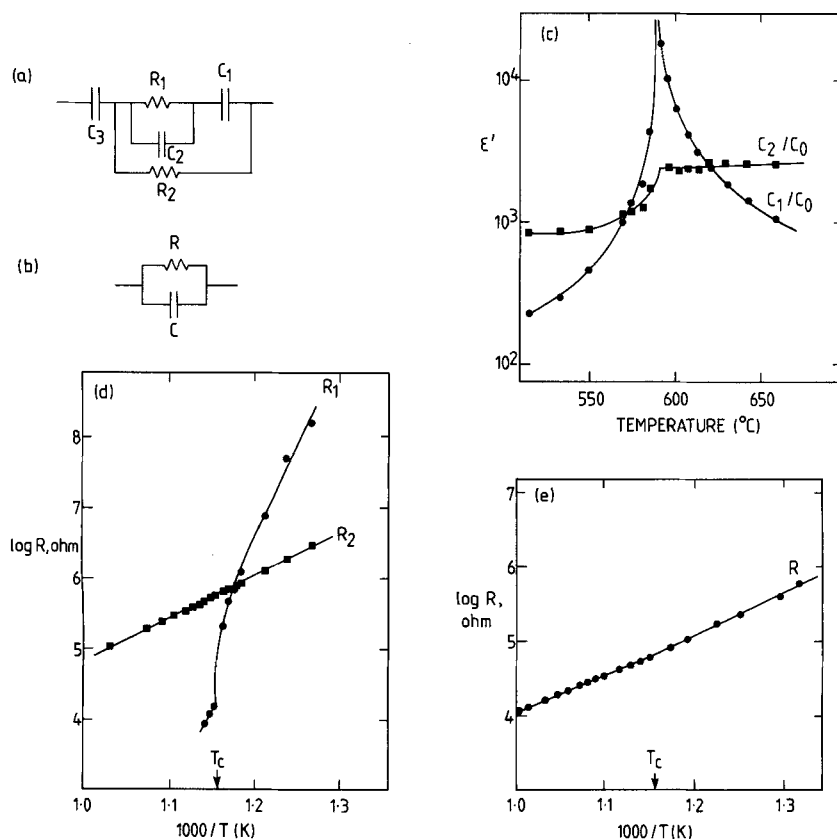 (a)
R₁
C₁
C₃
C₂
R₂
(b)
R
C
(c)
ε'
10⁴
10³
10²
C₂/C₀
C₁/C₀
550
600
650
TEMPERATURE (°C)
(d)
R₁
8
7
log R, ohm
R₂
6
5
4
T_c
1·0
1·1
1·2
1·3
1000/T (K)
(e)
7
6
R
log R,
ohm
5
4
T_c
1·0
1·1
1·2
1·3
1000/T (K)